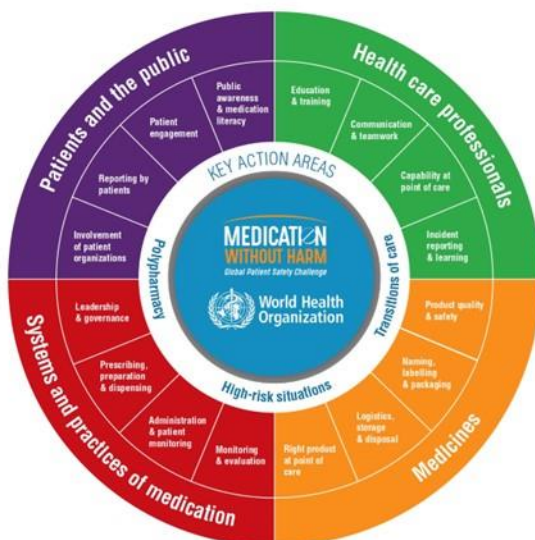 Patients and the public
Public
awareness
& medication
literacy
Patient
engagement
Reporting by
patients
Involvement
of patient
organizations
Health care professionals
Education
& training
Communication
& teamwork
Capability at
point of care
Incident
reporting
& learning
KEY ACTION AREAS
Polypharmacy
Transitions of care
High-risk situations
MEDICATION
WITHOUT HARM
Global Patient Safety Challenge
World Health
Organization
Systems and practices of medication
Leadership
& governance
Prescribing,
preparation
& dispensing
Administration
& patient
monitoring
Monitoring
& evaluation
Medicines
Product quality
& safety
Naming,
labelling
& packaging
Logistics,
storage
& disposal
Right product
at point of
care